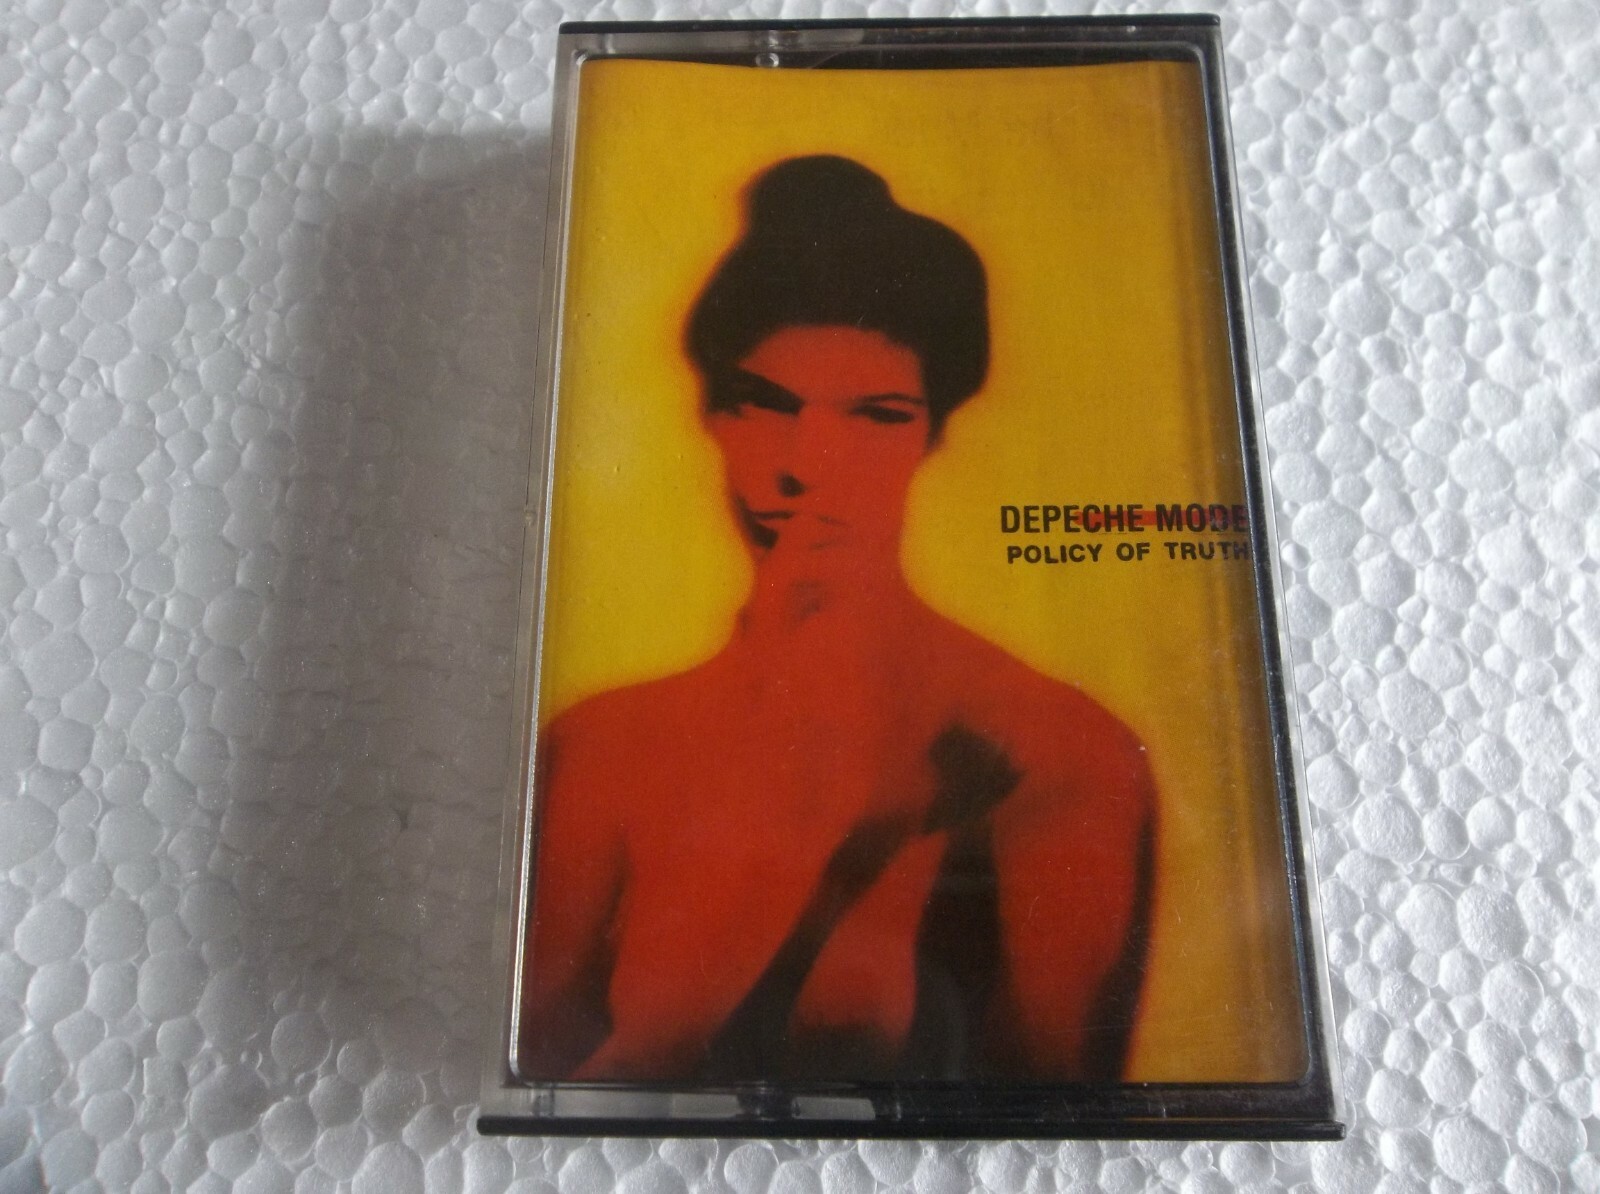 DEPECHE MODE
POLICY OF TRUTH